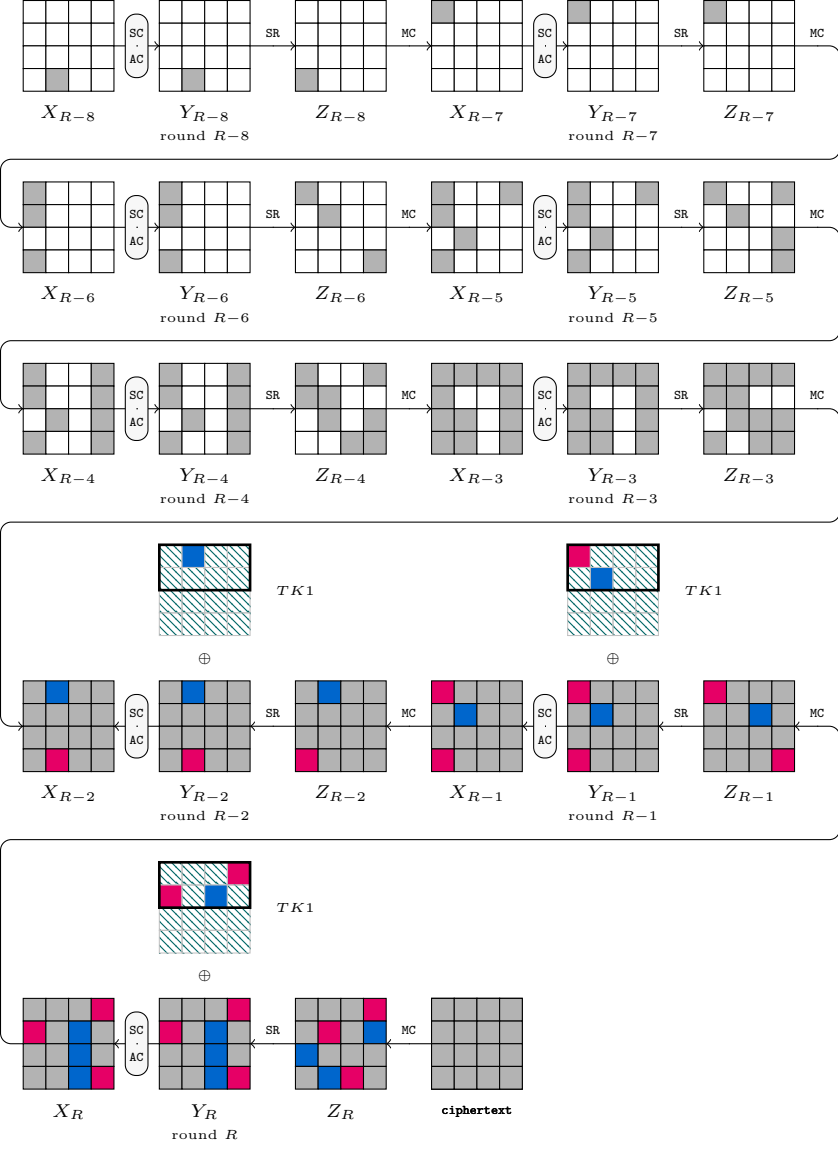 SC . AC SR MC SC . AC SR MC
X_{R−8} Y_{R−8} Z_{R−8} X_{R−7} Y_{R−7} Z_{R−7}
round R−8 round R−7
SC . AC SR MC SC . AC SR MC
X_{R−6} Y_{R−6} Z_{R−6} X_{R−5} Y_{R−5} Z_{R−5}
round R−6 round R−5
SC . AC SR MC SC . AC SR MC
X_{R−4} Y_{R−4} Z_{R−4} X_{R−3} Y_{R−3} Z_{R−3}
round R−4 round R−3
TK1 TK1
⊕ ⊕
SC . AC SR MC SC . AC SR MC
X_{R−2} Y_{R−2} Z_{R−2} X_{R−1} Y_{R−1} Z_{R−1}
round R−2 round R−1
TK1
⊕
SC . AC SR MC
X_R Y_R Z_R ciphertext
round R